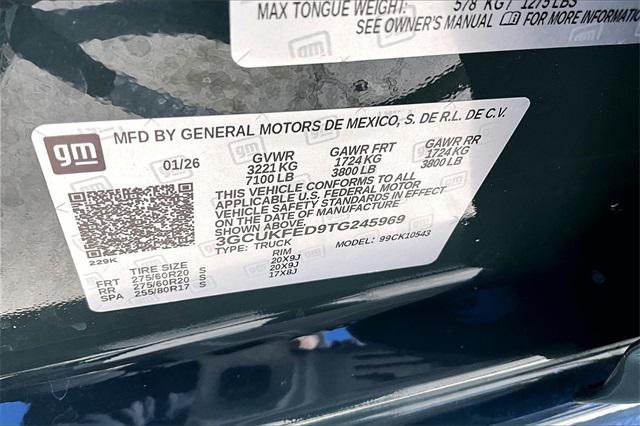 MAX TONGUE WEIGHT: 578 KG / 1275 LBS
SEE OWNER'S MANUAL FOR MORE INFORMATIO
gm
MFD BY GENERAL MOTORS DE MEXICO, S. DE R.L. DE C.V.
01/26 GVWR GAWR FRT GAWR RR
3221 KG 1724 KG 1724 KG
7100 LB 3800 LB 3800 LB
THIS VEHICLE CONFORMS TO ALL
APPLICABLE U.S. FEDERAL MOTOR
VEHICLE SAFETY STANDARDS IN EFFECT
ON THE DATE OF MANUFACTURE
SHOWN ABOVE.
3GCUKFED9TG245969
TYPE: TRUCK MODEL: 99CK10543
229K
TIRE SIZE RIM
FRT 275/60R20 S 20X9J
RR 275/60R20 S 20X9J
SPA 255/80R17 S 17X8J